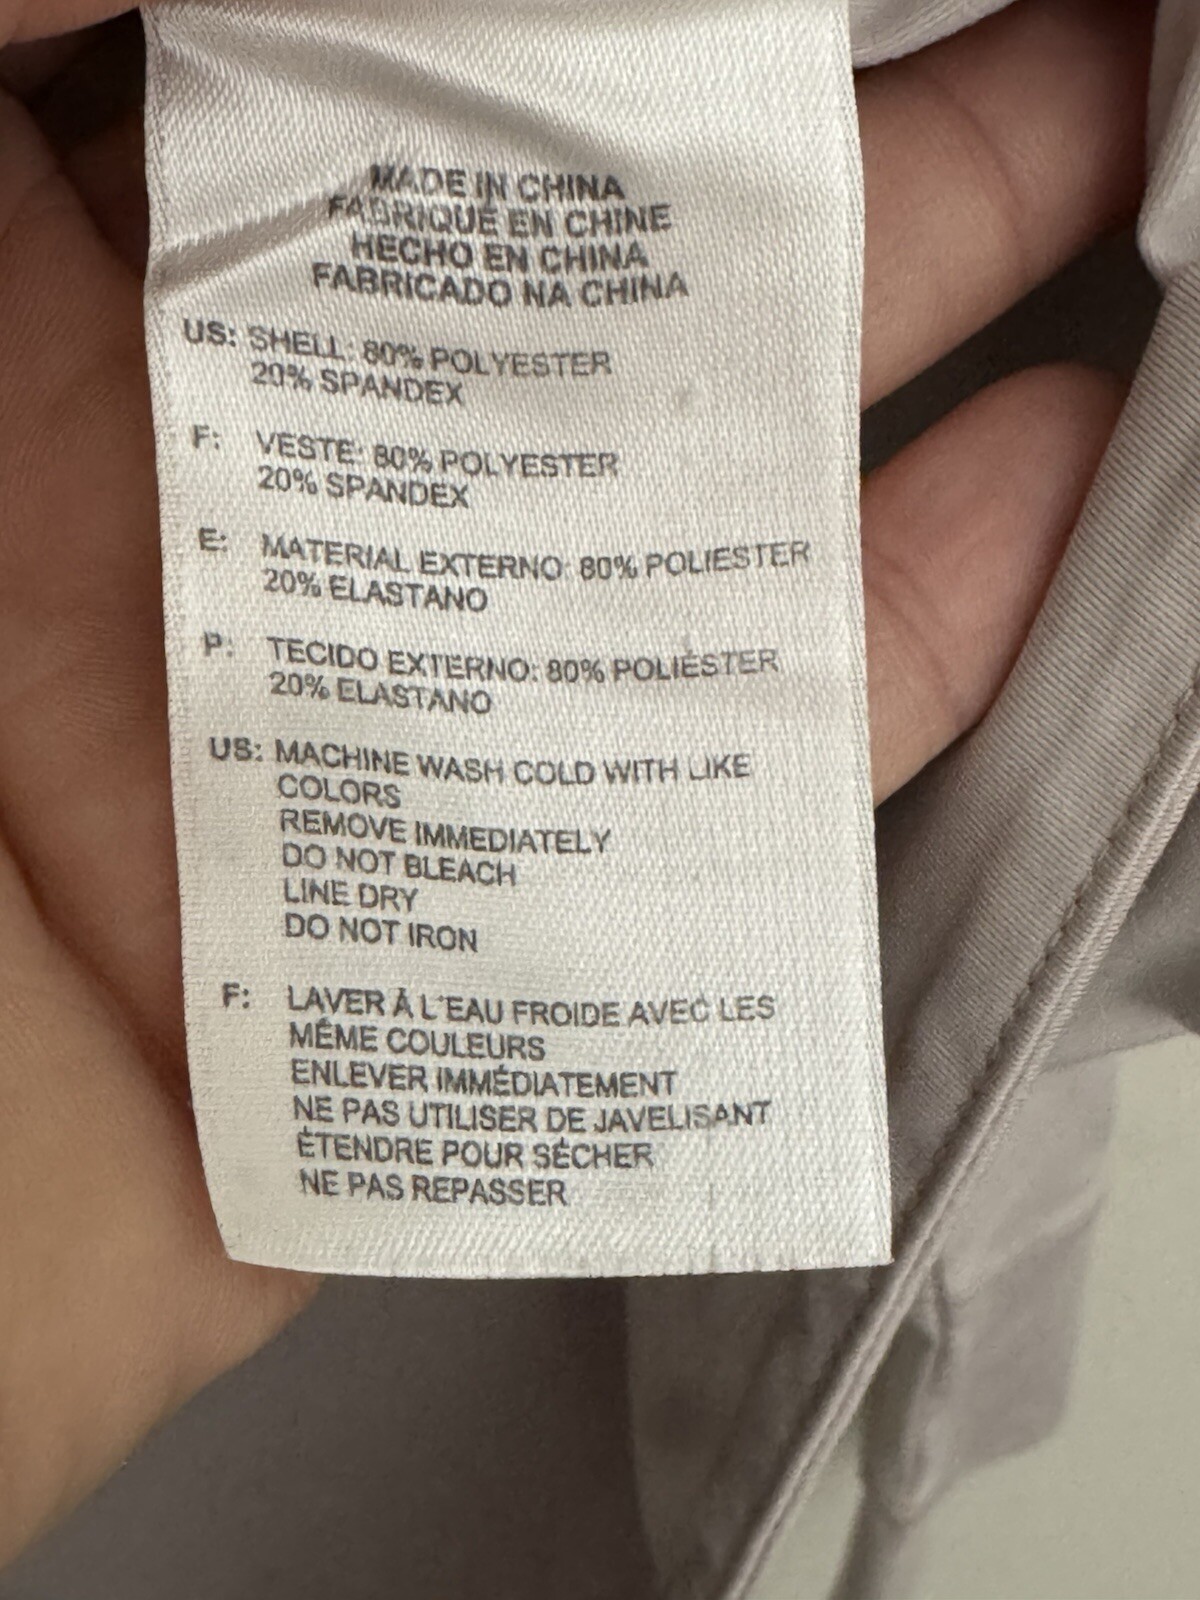 MADE IN CHINA
FABRIQUÉ EN CHINE
HECHO EN CHINA
FABRICADO NA CHINA
US: SHELL: 80% POLYESTER
20% SPANDEX
F: VESTE: 80% POLYESTER
20% SPANDEX
E: MATERIAL EXTERNO: 80% POLIESTER
20% ELASTANO
P: TECIDO EXTERNO: 80% POLIÉSTER
20% ELASTANO
US: MACHINE WASH COLD WITH LIKE
COLORS
REMOVE IMMEDIATELY
DO NOT BLEACH
LINE DRY
DO NOT IRON
F: LAVER À L'EAU FROIDE AVEC LES
MÊME COULEURS
ENLEVER IMMÉDIATEMENT
NE PAS UTILISER DE JAVELISANT
ÉTENDRE POUR SÉCHER
NE PAS REPASSER